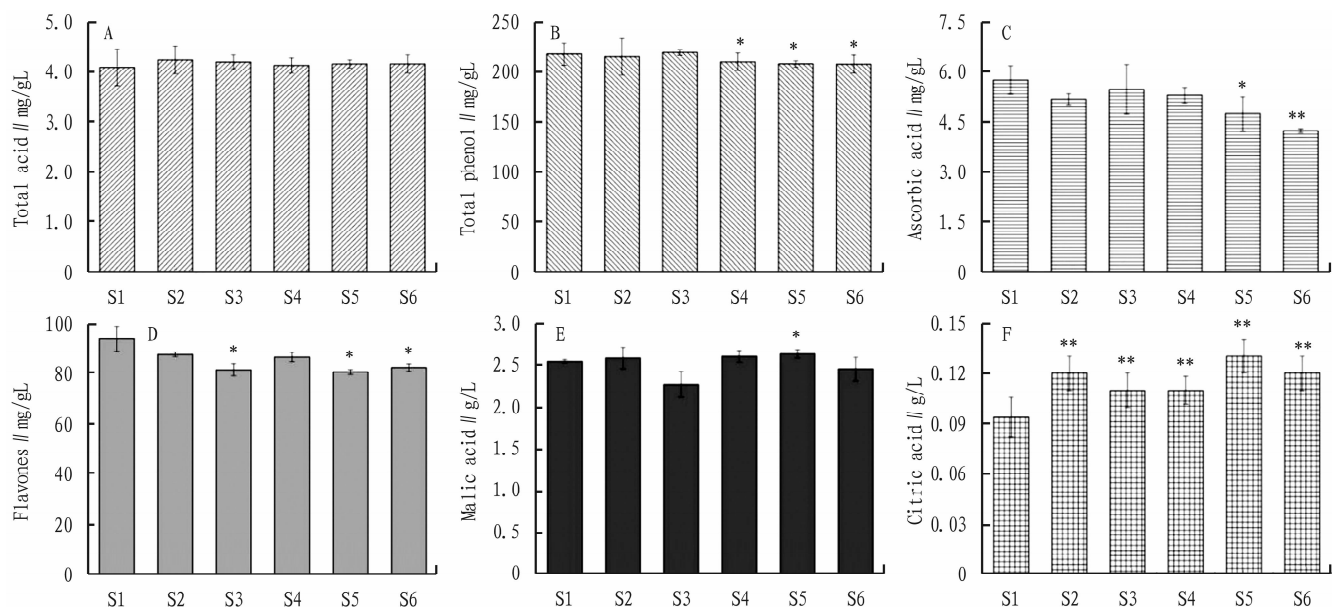 A
Total acid∥mg/gL
5.0
4.0
3.0
2.0
1.0
0
S1 S2 S3 S4 S5 S6
B
Total phenol∥mg/gL
250
200
150
100
50
0
* * *
S1 S2 S3 S4 S5 S6
C
Ascorbic acid∥mg/gL
7.5
6.0
4.5
3.0
1.5
0
* **
S1 S2 S3 S4 S5 S6
D
Flavones∥mg/gL
100
80
60
40
20
0
* * *
S1 S2 S3 S4 S5 S6
E
Malic acid∥g/L
3.0
2.5
2.0
1.5
1.0
0.5
0
*
S1 S2 S3 S4 S5 S6
F
Citric acid∥g/L
0.15
0.12
0.09
0.06
0.03
0
** ** ** ** **
S1 S2 S3 S4 S5 S6